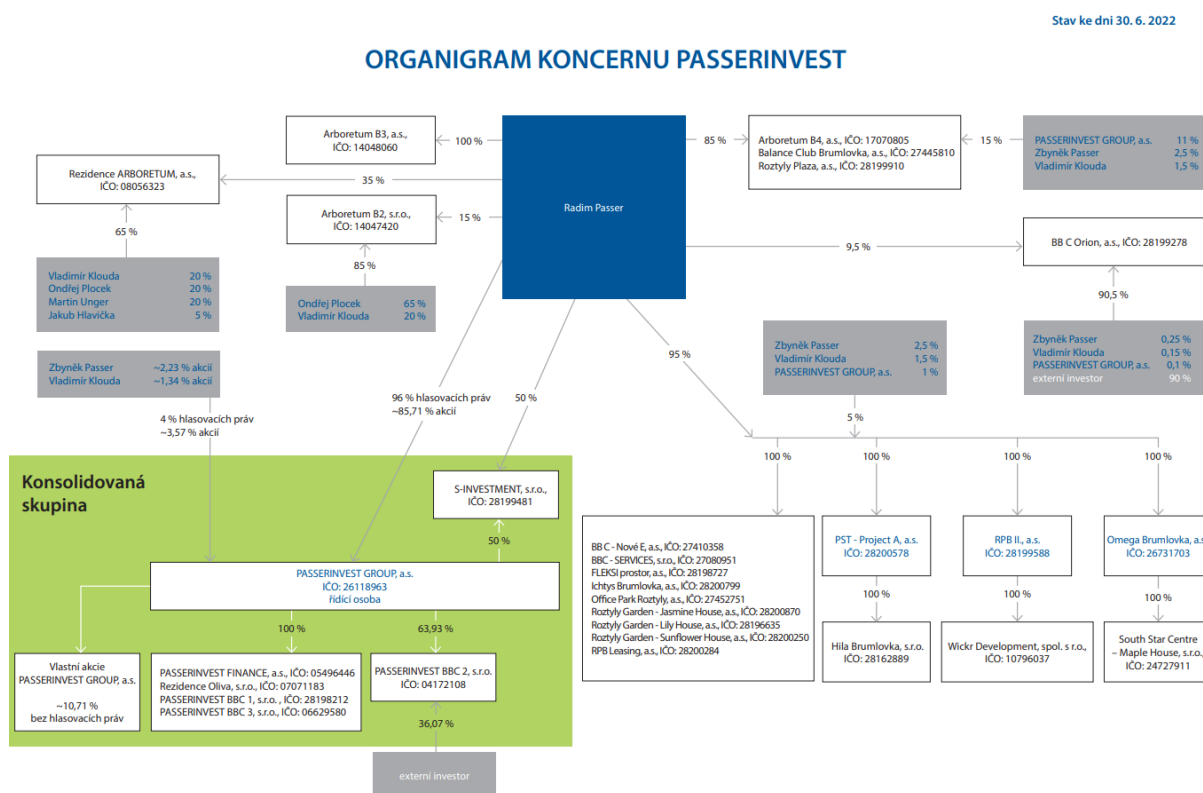 Stav ke dni 30. 6. 2022
ORGANIGRAM KONCERNU PASSERINVEST
Arboretum B3, a.s.,
IČO: 14048060
100 %
Rezidence ARBORETUM, a.s.,
IČO: 08056323
35 %
Arboretum B2, s.r.o.,
IČO: 14047420
15 %
65 %
85 %
Vladimír Klouda 20 %
Ondřej Plocek 20 %
Martin Unger 20 %
Jakub Hlavička 5 %
Ondřej Plocek 65 %
Vladimír Klouda 20 %
Radim Passer
85 %
Arboretum B4, a.s., IČO: 17070805
Balance Club Brumlovka, a.s., IČO: 27445810
Roztyly Plaza, a.s., IČO: 28199910
15 %
PASSERINVEST GROUP, a.s. 11 %
Zbyněk Passer 2,5 %
Vladimír Klouda 1,5 %
9,5 %
BB C Orion, a.s., IČO: 28199278
90,5 %
Zbyněk Passer 0,25 %
Vladimír Klouda 0,15 %
PASSERINVEST GROUP, a.s. 0,1 %
externí investor 90 %
Zbyněk Passer 2,5 %
Vladimír Klouda 1,5 %
PASSERINVEST GROUP, a.s. 1 %
5 %
95 %
Zbyněk Passer ~2,23 % akcií
Vladimír Klouda ~1,34 % akcií
4 % hlasovacích práv
~3,57 % akcií
96 % hlasovacích práv
~85,71 % akcií
50 %
Konsolidovaná
skupina
S-INVESTMENT, s.r.o.,
IČO: 28199481
50 %
PASSERINVEST GROUP, a.s.
IČO: 26118963
řídící osoba
100 %
63,93 %
Vlastní akcie
PASSERINVEST GROUP, a.s.
~10,71 %
bez hlasovacích práv
PASSERINVEST FINANCE, a.s., IČO: 05496446
Rezidence Oliva, s.r.o., IČO: 07071183
PASSERINVEST BBC 1, s.r.o. , IČO: 28198212
PASSERINVEST BBC 3, s.r.o., IČO: 06629580
PASSERINVEST BBC 2, s.r.o.
IČO: 04172108
36,07 %
externí investor
100 %
100 %
100 %
100 %
BB C - Nové E, a.s., IČO: 27410358
BBC - SERVICES, s.r.o., IČO: 27080951
FLEKSI prostor, a.s., IČO: 28198727
Ichtys Brumlovka, a.s., IČO: 28200799
Office Park Roztyly, a.s., IČO: 27452751
Roztyly Garden - Jasmine House, a.s., IČO: 28200870
Roztyly Garden - Lily House, a.s., IČO: 28196635
Roztyly Garden - Sunflower House, a.s., IČO: 28200250
RPB Leasing, a.s., IČO: 28200284
PST - Project A, a.s.
IČO: 28200578
RPB II., a.s.
IČO: 28199588
Omega Brumlovka, a.s.
IČO: 26731703
100 %
100 %
100 %
Hila Brumlovka, s.r.o.
IČO: 28162889
Wickr Development, spol. s r.o.,
IČO: 10796037
South Star Centre
– Maple House, s.r.o.,
IČO: 24727911